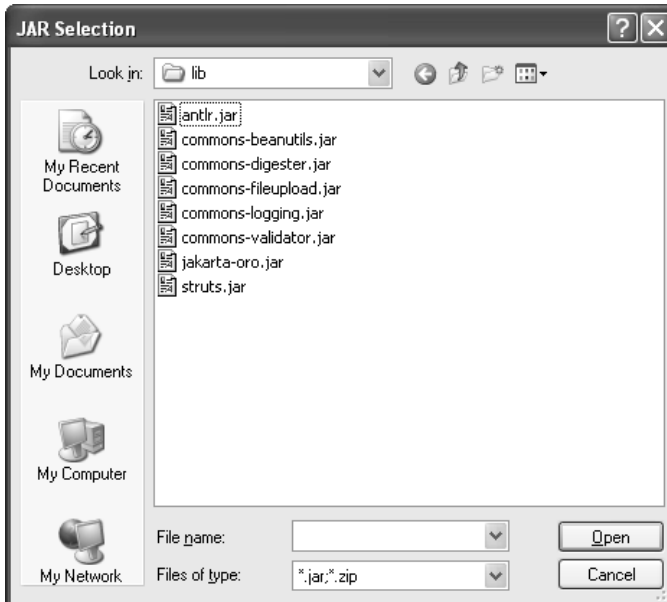 JAR Selection
Look in: lib
My Recent
Documents
Desktop
My Documents
My Computer
My Network
antlr.jar
commons-beanutils.jar
commons-digester.jar
commons-fileupload.jar
commons-logging.jar
commons-validator.jar
jakarta-oro.jar
struts.jar
File name:
Open
Files of type: *.jar;*.zip
Cancel